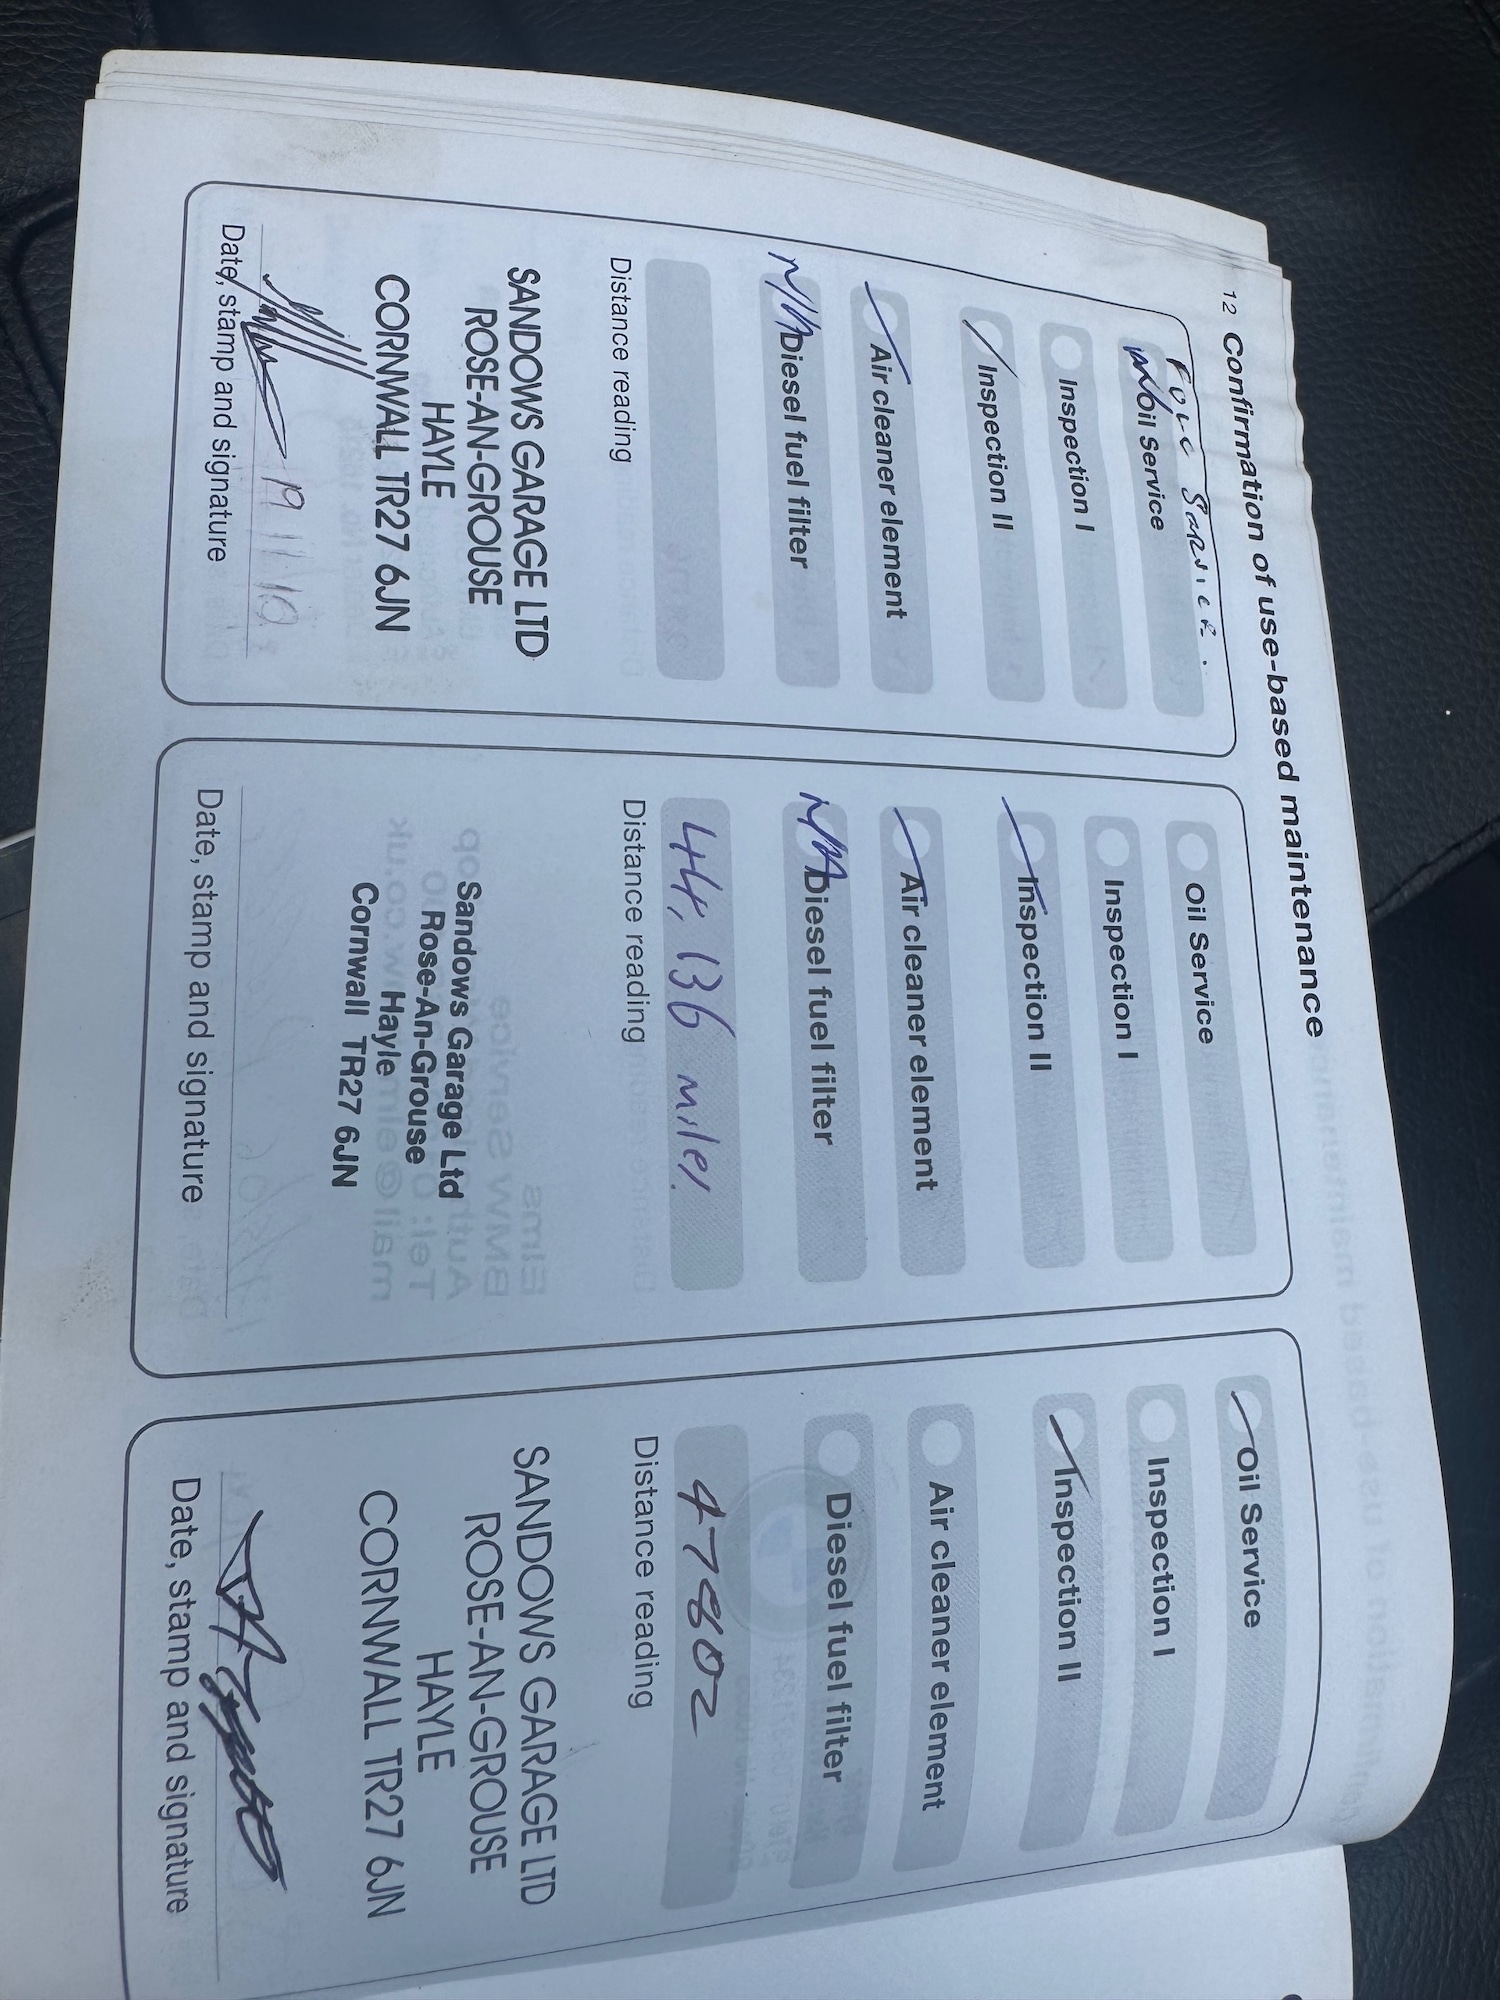 12 Confirmation of use-based maintenance
FULL SERVICE.
Oil Service
Inspection I
Inspection II
Air cleaner element
N/A Diesel fuel filter
Distance reading
SANDOWS GARAGE LTD
ROSE-AN-GROUSE
HAYLE
CORNWALL TR27 6JN
19 11 10
Date, stamp and signature
Oil Service
Inspection I
Inspection II
Air cleaner element
N/A Diesel fuel filter
44,136 miles.
Distance reading
Sandows Garage Ltd
Rose-An-Grouse
Hayle
Cornwall TR27 6JN
Date, stamp and signature
Oil Service
Inspection I
Inspection II
Air cleaner element
Diesel fuel filter
47802
Distance reading
SANDOWS GARAGE LTD
ROSE-AN-GROUSE
HAYLE
CORNWALL TR27 6JN
Date, stamp and signature